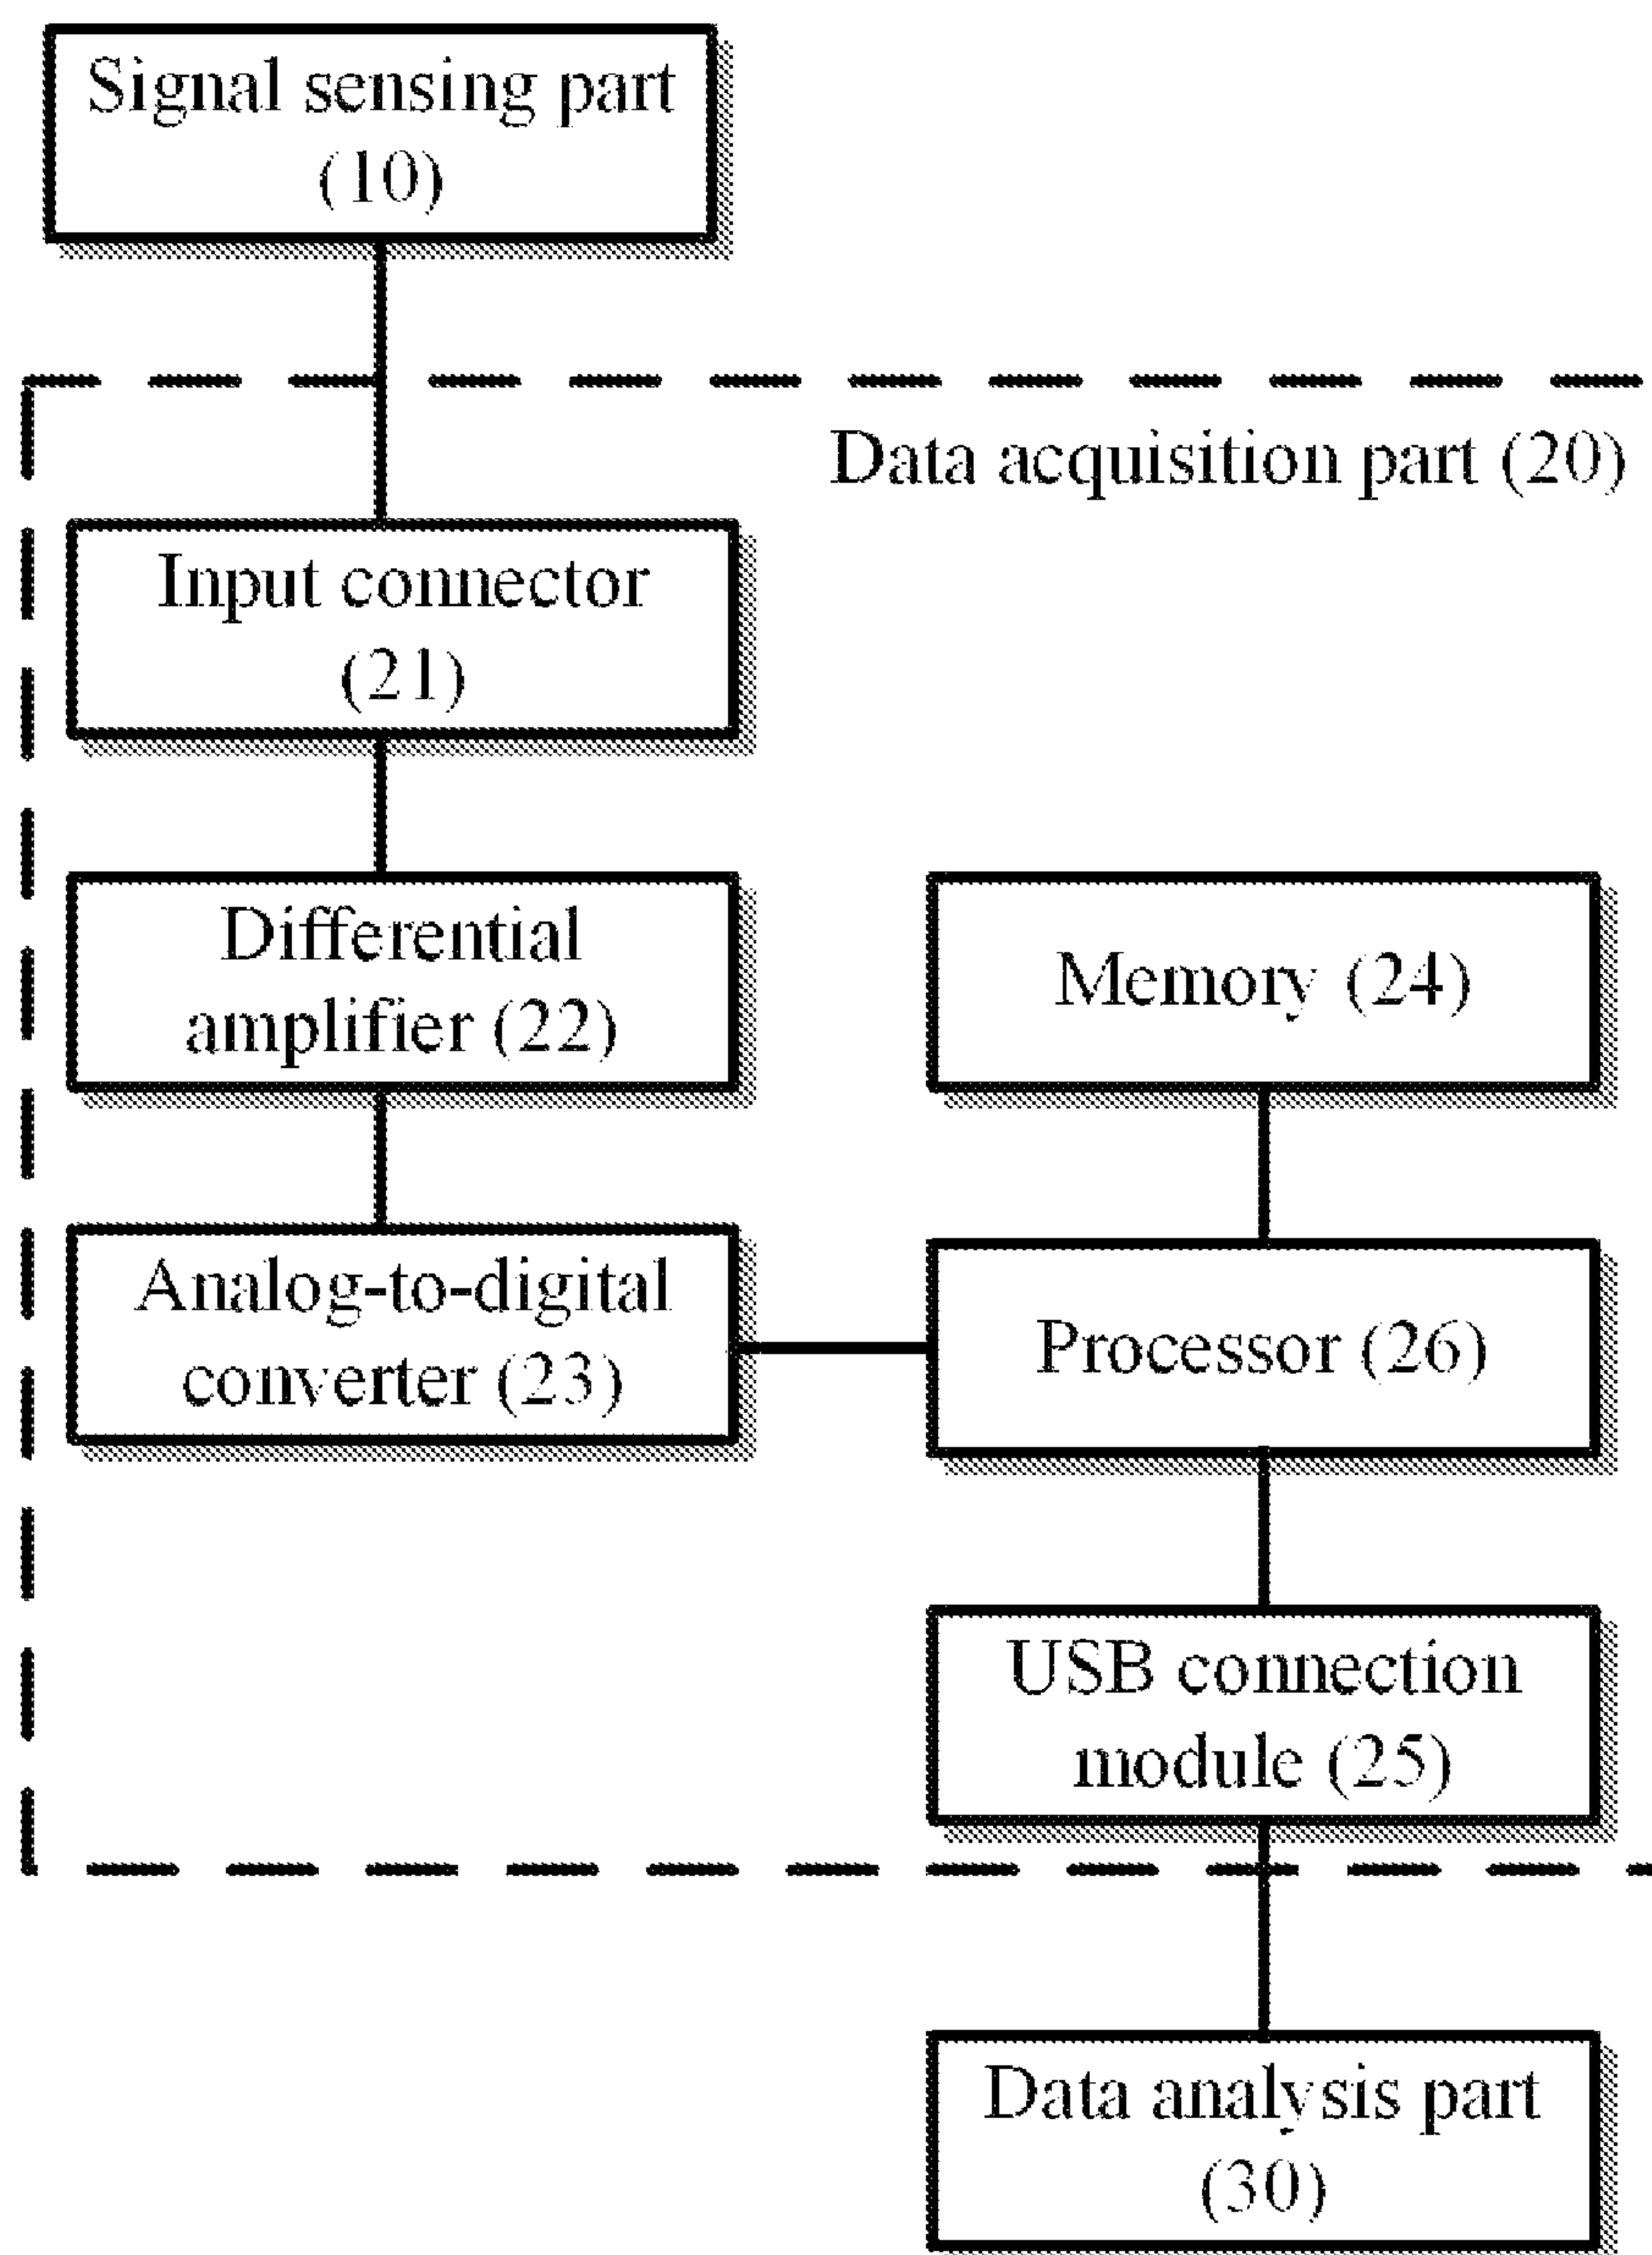 Signal sensing part
(10)
Data acquisition part (20)
Input connector
(21)
Differential
amplifier (22)
Memory (24)
Analog-to-digital
converter (23)
Processor (26)
USB connection
module (25)
Data analysis part
(30)